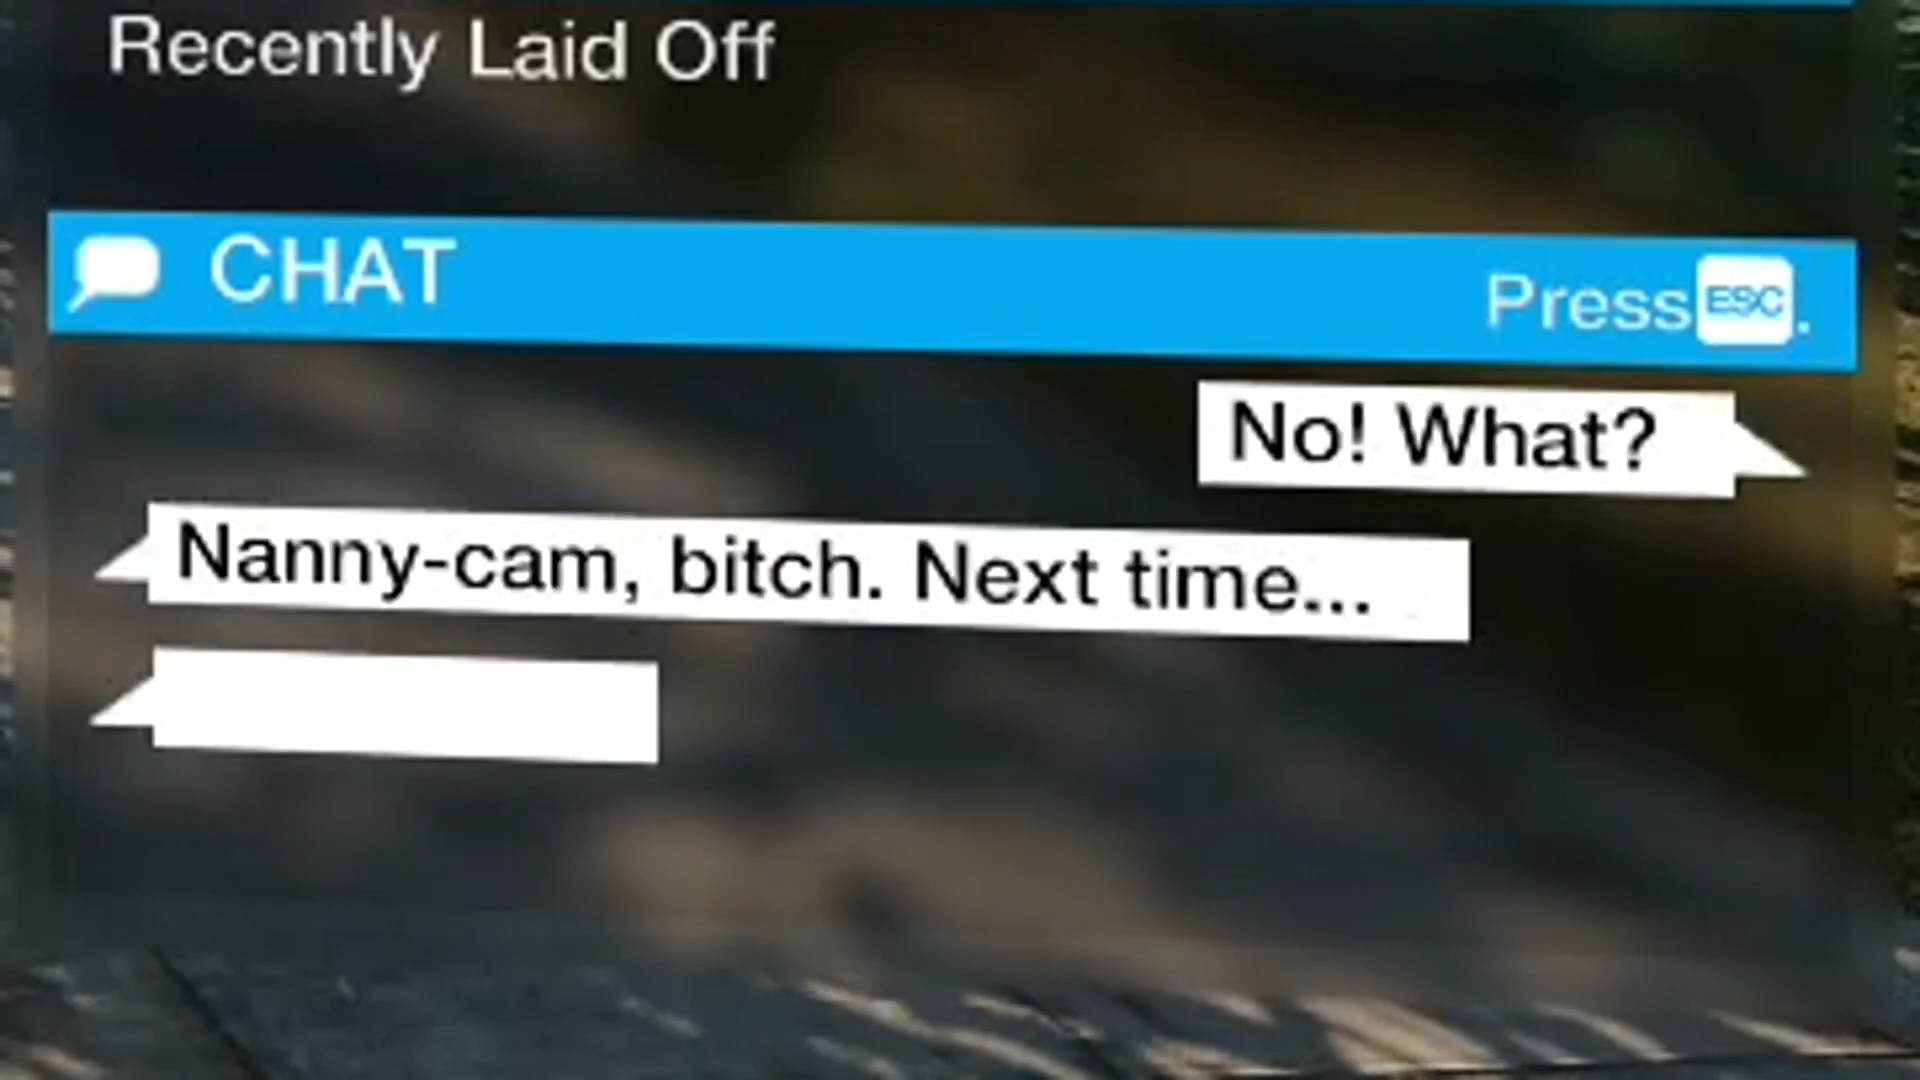 Recently Laid Off
CHAT
Press ESC.
No! What?
Nanny-cam, bitch. Next time...